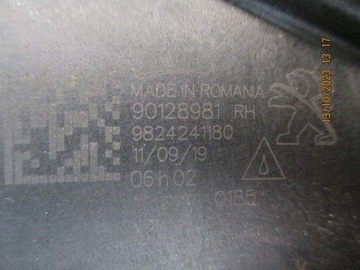 MADE IN ROMANIA
90128981 RH
9824241180
11/09/19
06h02
0185
13/10/2023 13:17